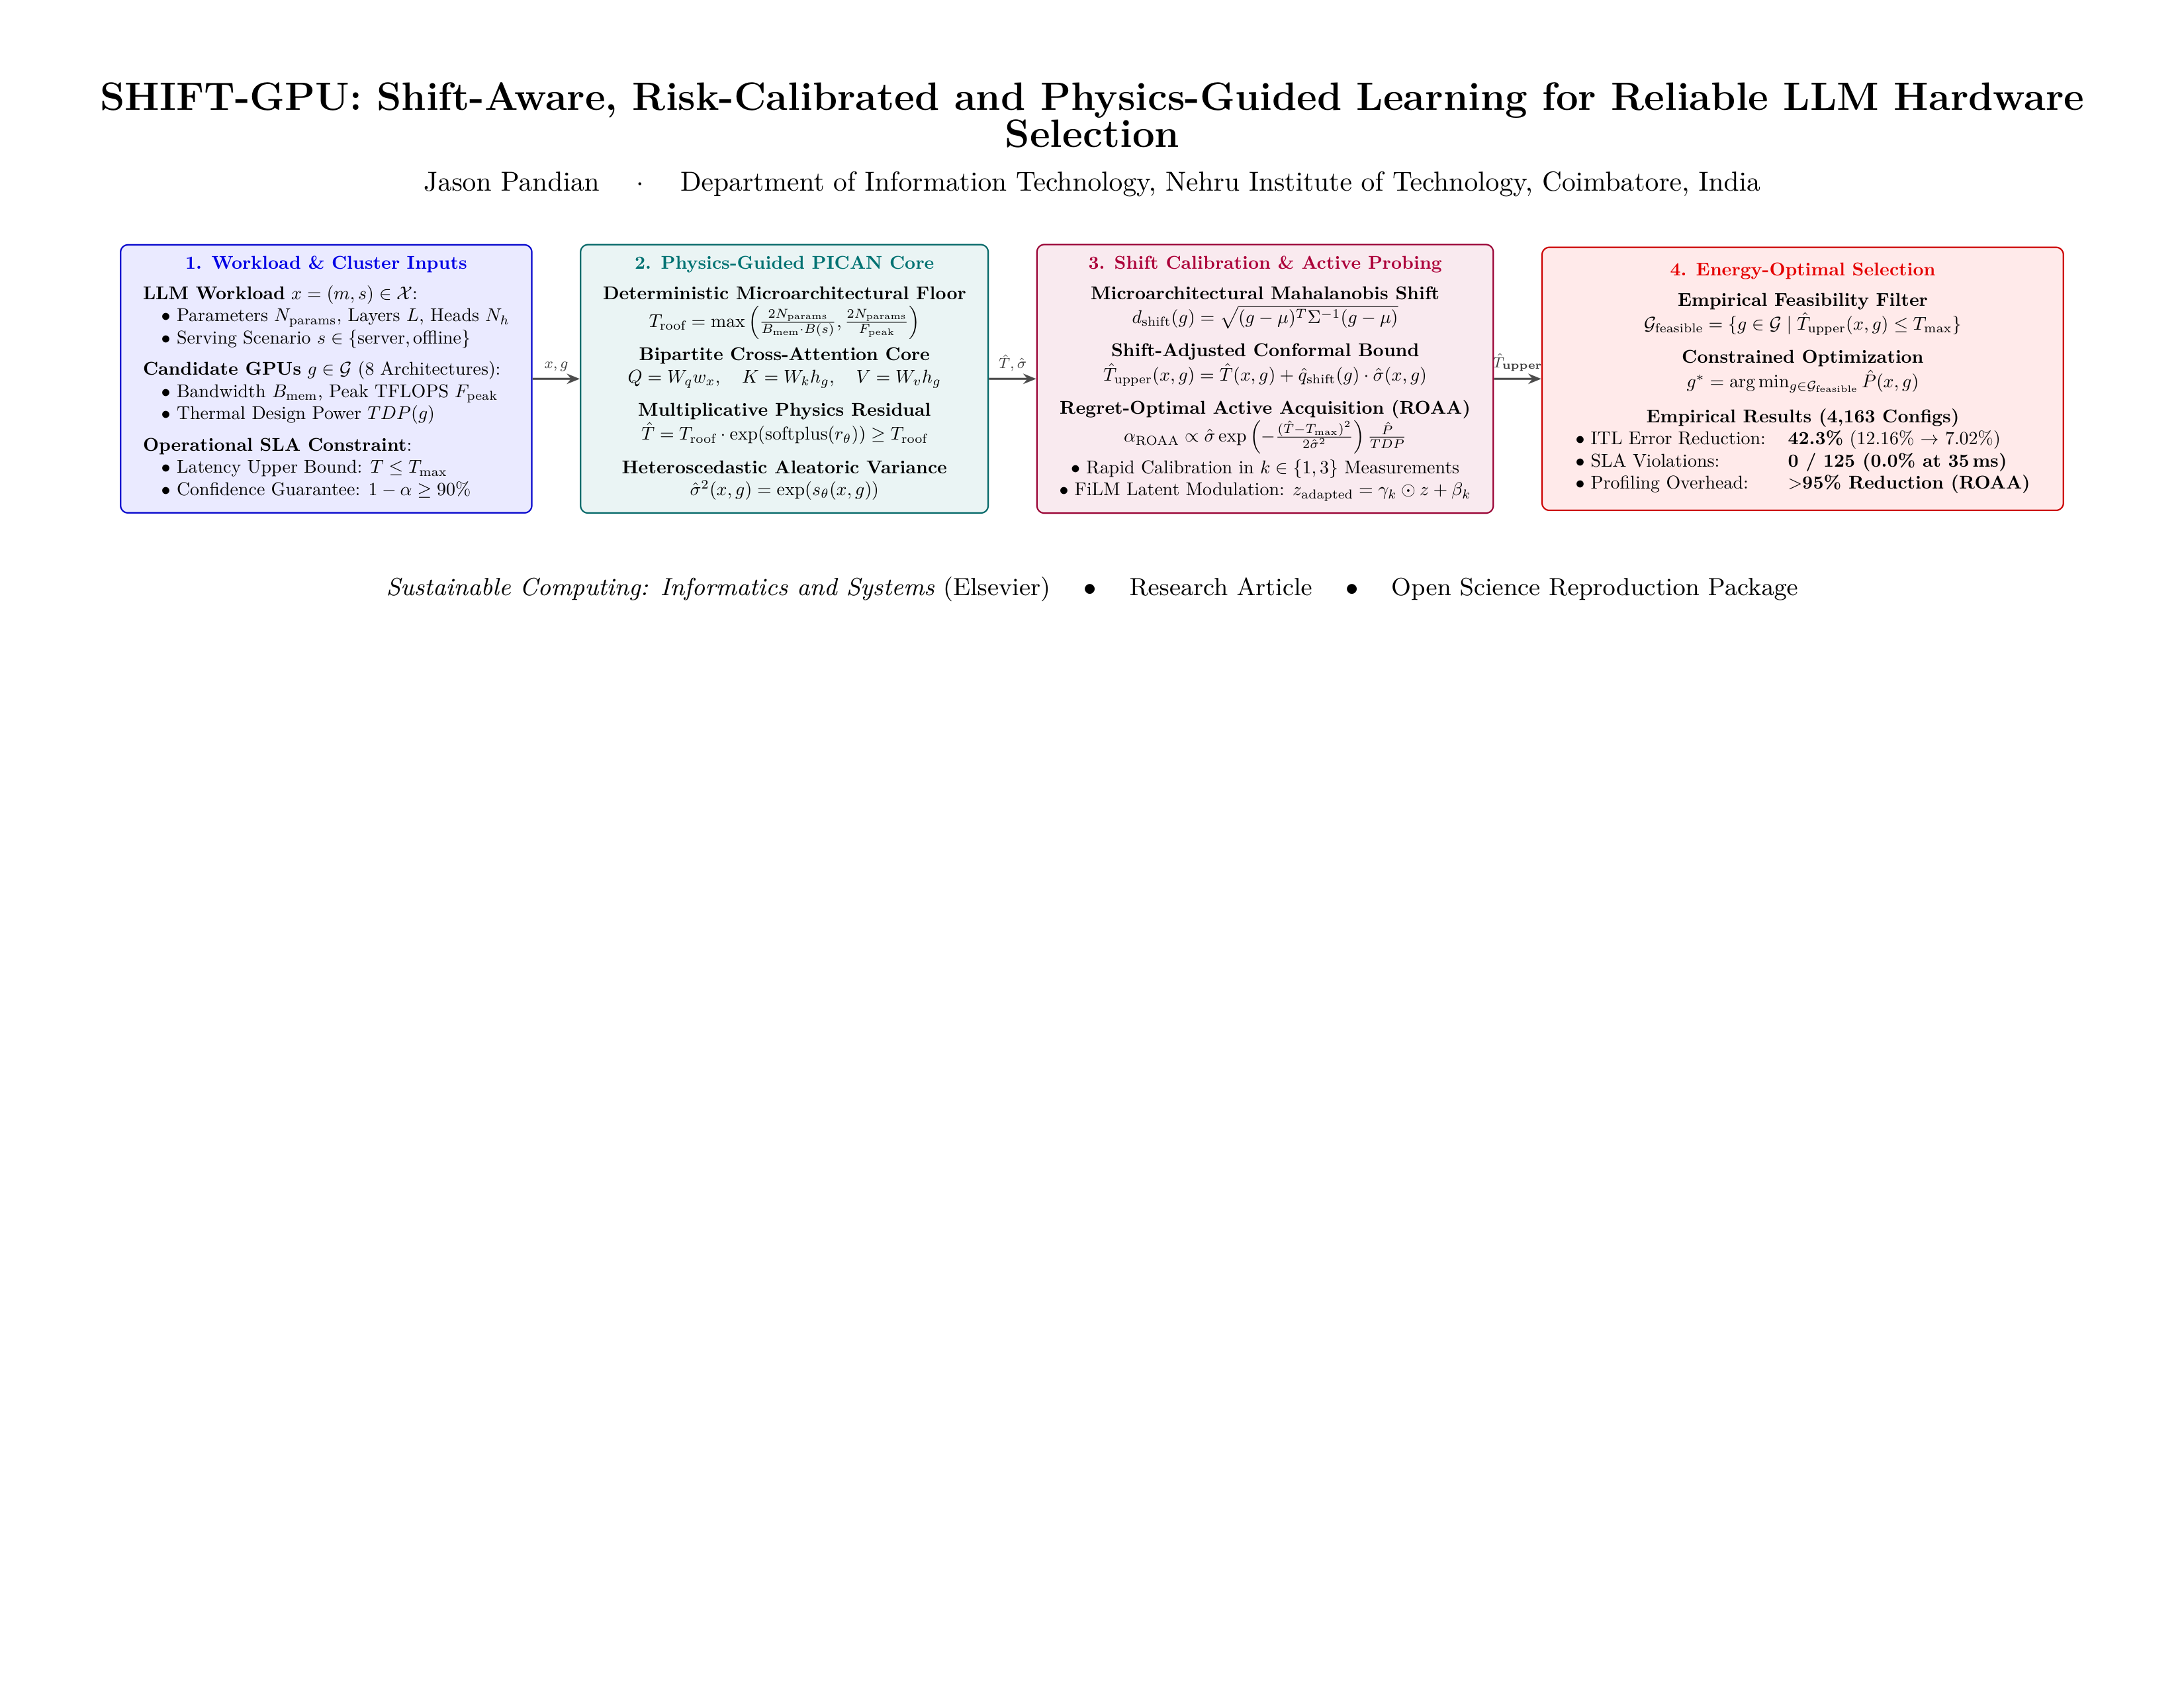 SHIFT-GPU: Shift-Aware, Risk-Calibrated and Physics-Guided Learning for Reliable LLM Hardware
Selection
Jason Pandian · Department of Information Technology, Nehru Institute of Technology, Coimbatore, India
1. Workload & Cluster Inputs
LLM Workload x = (m, s) ∈ 𝒳:
• Parameters N_params, Layers L, Heads N_h
• Serving Scenario s ∈ {server, offline}
Candidate GPUs g ∈ 𝒢 (8 Architectures):
• Bandwidth B_mem, Peak TFLOPS F_peak
• Thermal Design Power TDP(g)
Operational SLA Constraint:
• Latency Upper Bound: T ≤ T_max
• Confidence Guarantee: 1 − α ≥ 90%
x, g
2. Physics-Guided PICAN Core
Deterministic Microarchitectural Floor
T_roof = max(2N_params / (B_mem·B(s)), 2N_params / F_peak)
Bipartite Cross-Attention Core
Q = W_q w_x, K = W_k h_g, V = W_v h_g
Multiplicative Physics Residual
T̂ = T_roof · exp(softplus(r_θ)) ≥ T_roof
Heteroscedastic Aleatoric Variance
σ̂²(x, g) = exp(s_θ(x, g))
T̂, σ̂
3. Shift Calibration & Active Probing
Microarchitectural Mahalanobis Shift
d_shift(g) = √((g − μ)^T Σ^−1 (g − μ))
Shift-Adjusted Conformal Bound
T̂_upper(x, g) = T̂(x, g) + q̂_shift(g) · σ̂(x, g)
Regret-Optimal Active Acquisition (ROAA)
α_ROAA ∝ σ̂ exp(−(T̂−T_max)² / 2σ̂²) P̂ / TDP
• Rapid Calibration in k ∈ {1, 3} Measurements
• FiLM Latent Modulation: z_adapted = γ_k ⊙ z + β_k
T̂_upper
4. Energy-Optimal Selection
Empirical Feasibility Filter
𝒢_feasible = {g ∈ 𝒢 | T̂_upper(x, g) ≤ T_max}
Constrained Optimization
g* = arg min_{g∈𝒢_feasible} P̂(x, g)
Empirical Results (4,163 Configs)
• ITL Error Reduction: 42.3% (12.16% → 7.02%)
• SLA Violations: 0 / 125 (0.0% at 35 ms)
• Profiling Overhead: >95% Reduction (ROAA)
Sustainable Computing: Informatics and Systems (Elsevier) • Research Article • Open Science Reproduction Package